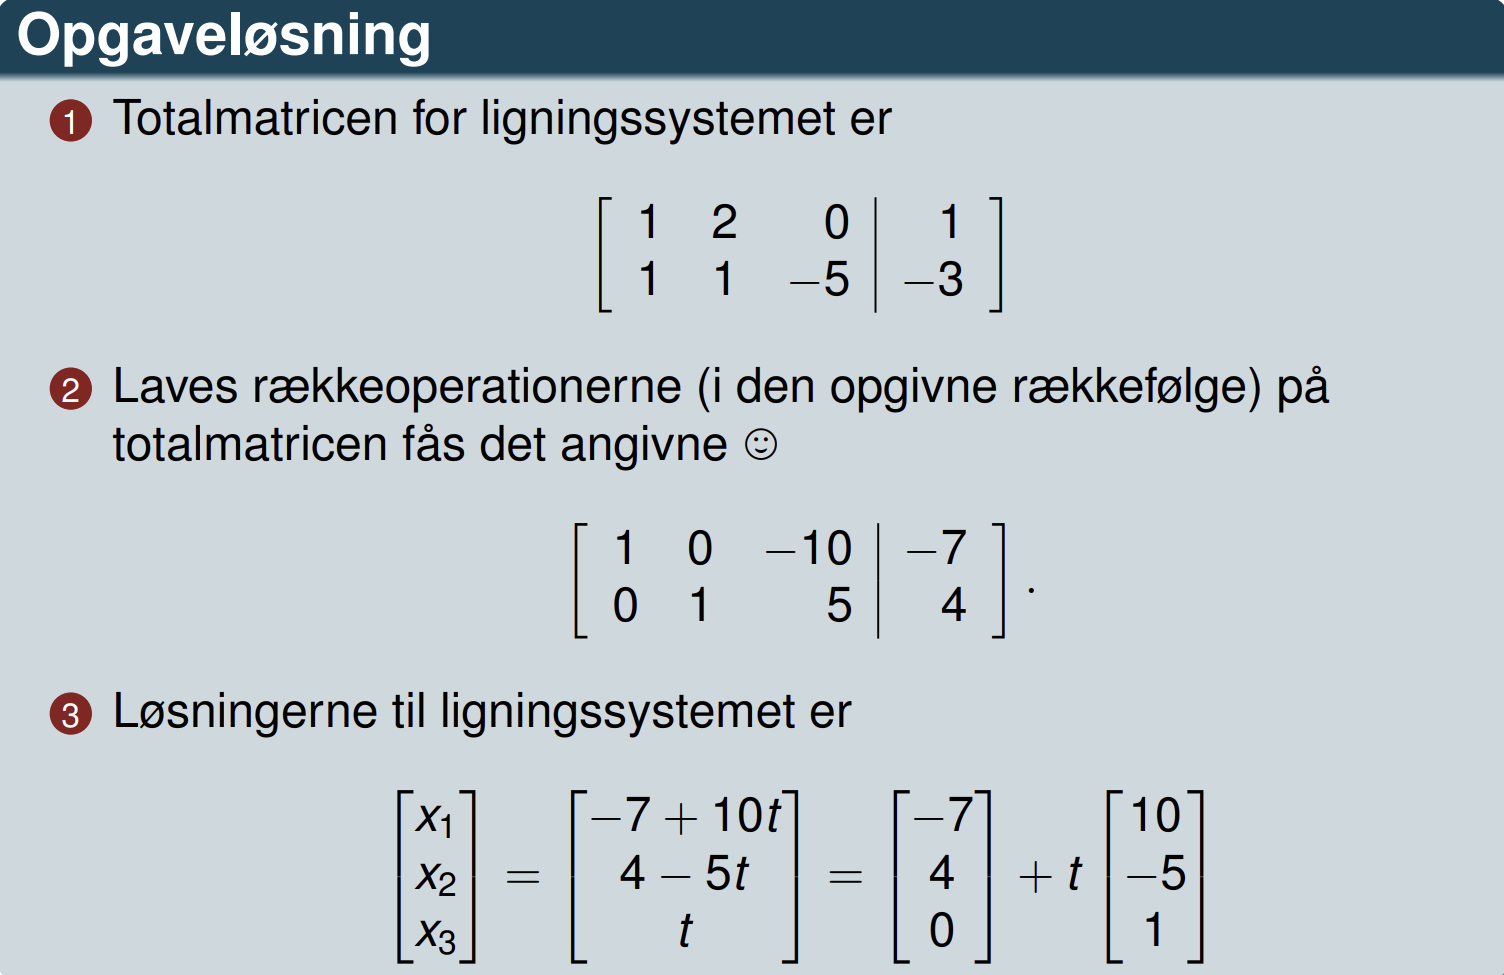 Opgaveløsning
1 Totalmatricen for ligningssystemet er
[ 1 2 0 | 1 ]
[ 1 1 −5 | −3 ]
2 Laves rækkeoperationerne (i den opgivne rækkefølge) på
totalmatricen fås det angivne ☺
[ 1 0 −10 | −7 ]
[ 0 1 5 | 4 ] .
3 Løsningerne til ligningssystemet er
[x₁] [−7 + 10t] [−7] [10]
[x₂] = [4 − 5t] = [4] + t [−5]
[x₃] [t] [0] [1]